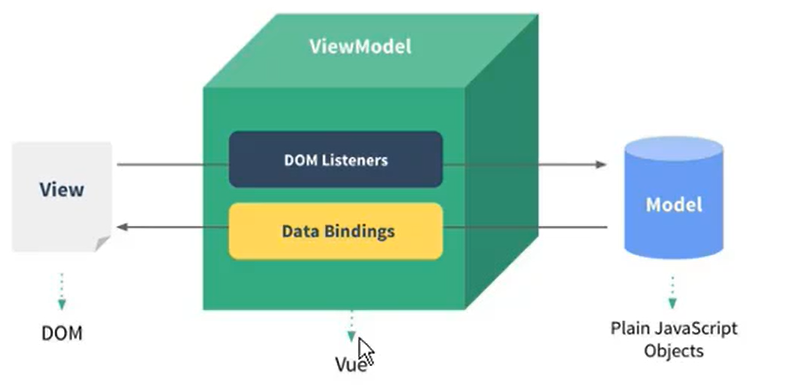 ViewModel
DOM Listeners
View
Data Bindings
Model
DOM
Vue
Plain JavaScript
Objects